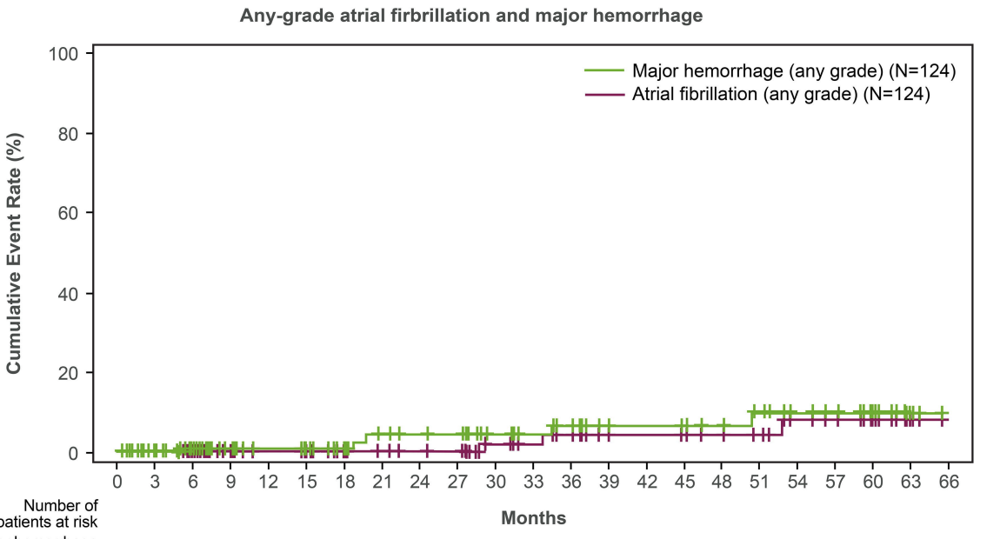 Any-grade atrial firbrillation and major hemorrhage
100
80
60
40
20
0
Cumulative Event Rate (%)
Major hemorrhage (any grade) (N=124)
Atrial fibrillation (any grade) (N=124)
0 3 6 9 12 15 18 21 24 27 30 33 36 39 42 45 48 51 54 57 60 63 66
Months
Number of
patients at risk